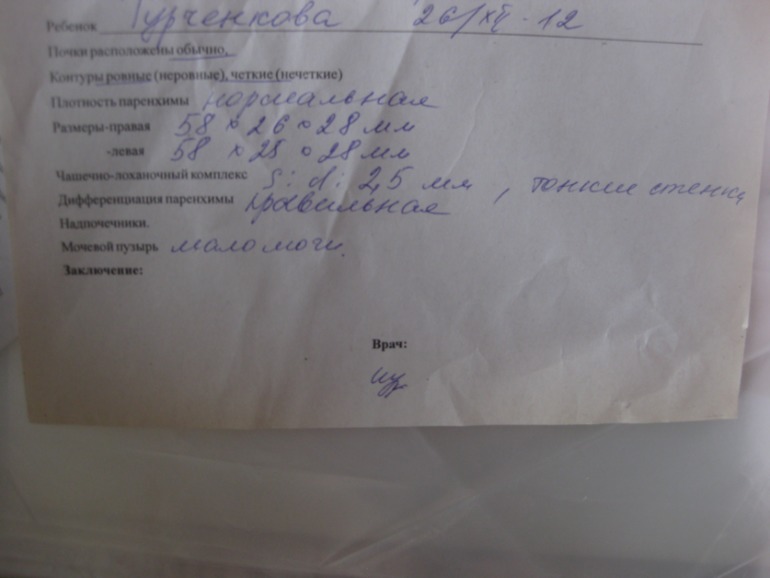 Ребенок Турченкова 26/XII-12
Почки расположены обычно,
Контуры ровные (неровные), четкие (нечеткие)
Плотность паренхимы нормальная
Размеры-правая 58 × 26 × 28 мм
-левая 58 × 25 × 28 мм
Чашечно-лоханочный комплекс S: d: 2,5 мм, тонкие стенки
Дифференциация паренхимы правильная
Надпочечники.
Мочевой пузырь мало мочи.
Заключение:
Врач: